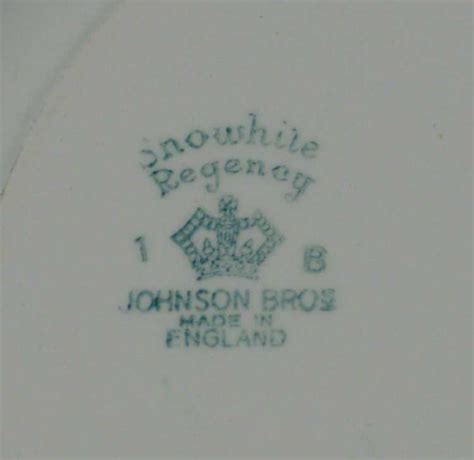 Snowhite
Regency
1 B
JOHNSON BROS
MADE IN
ENGLAND